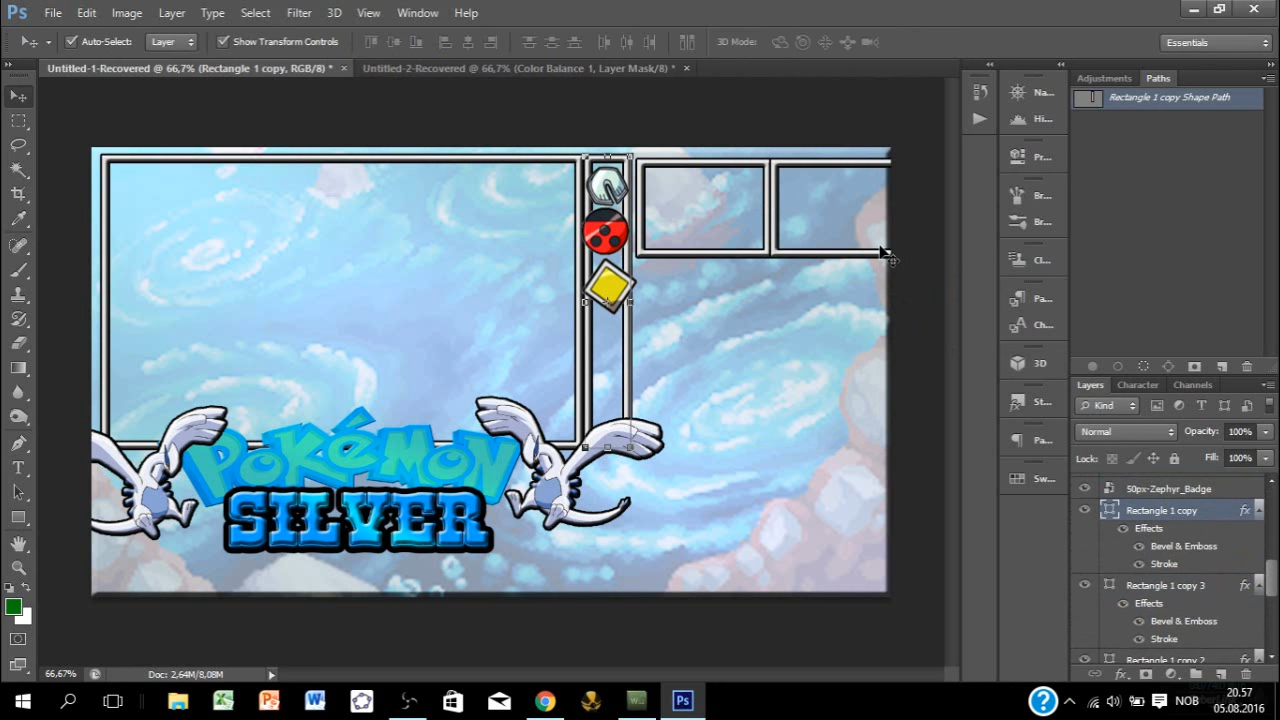 Ps File Edit Image Layer Type Select Filter 3D View Window Help
Auto-Select: Layer Show Transform Controls 3D Mode: Essentials
Untitled-1-Recovered @ 66,7% (Rectangle 1 copy, RGB/8) * × Untitled-2-Recovered @ 66,7% (Color Balance 1, Layer Mask/8) * ×
Adjustments Paths
Rectangle 1 copy Shape Path
Na...
Hi...
Pr...
Br...
Br...
Cl...
Pa...
Ch...
3D
St...
Pa...
Sw...
POKéMON
SILVER
Layers Character Channels
Kind
Normal Opacity: 100%
Lock: Fill: 100%
50px-Zephyr_Badge
Rectangle 1 copy fx
Effects
Bevel & Emboss
Stroke
Rectangle 1 copy 3 fx
Effects
Bevel & Emboss
Stroke
Rectangle 1 copy 2
66,67% Doc: 2,64M/8,08M
NOB
20.57
05.08.2016